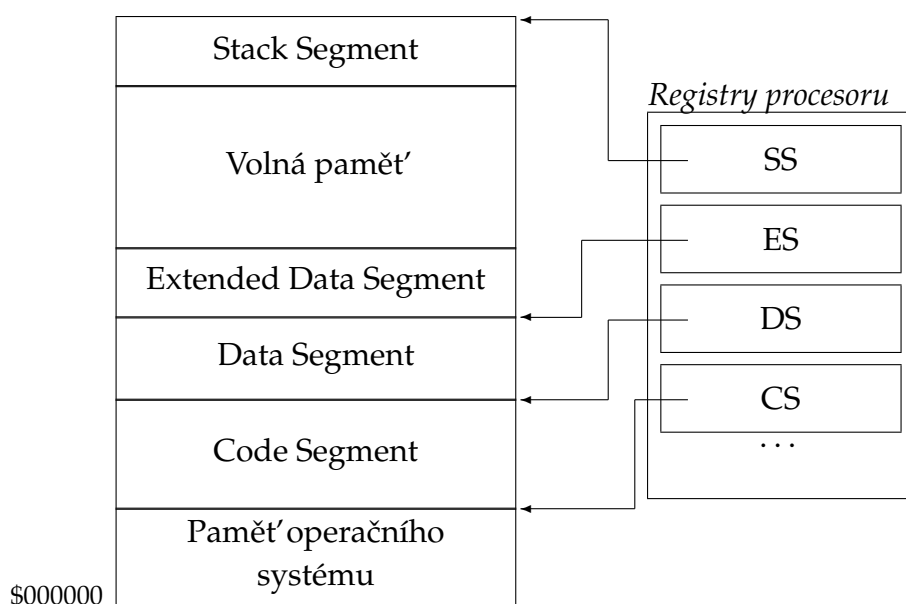 Stack Segment
Volná paměť
Extended Data Segment
Data Segment
Code Segment
Paměť operačního
systému
$000000
Registry procesoru
SS
ES
DS
CS
...